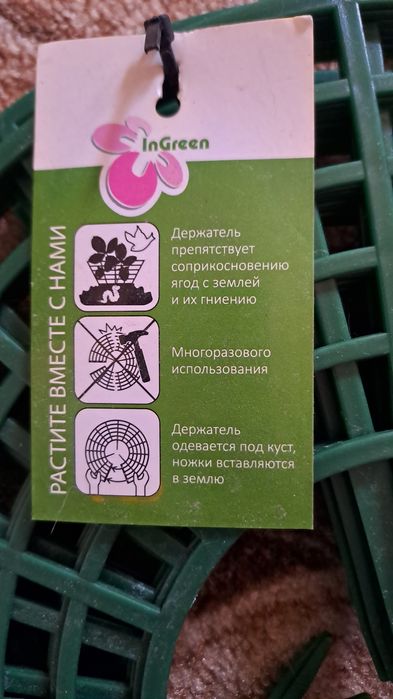 InGreen
РАСТИТЕ ВМЕСТЕ С НАМИ
Держатель
препятствует
соприкосновению
ягод с землей
и их гниению
Многоразового
использования
Держатель
одевается под куст,
ножки вставляются
в землю